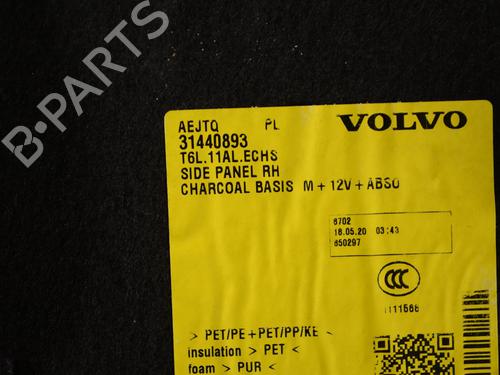 B-PARTS
AEJTQ PL VOLVO
31440893
T6L.11AL.ECHS
SIDE PANEL RH
CHARCOAL BASIS M + 12V + ABSO
6702
18.05.20 03:43
650297
CCC
> PET/PE+PET/PP/KE <
insulation > PET <
foam > PUR <